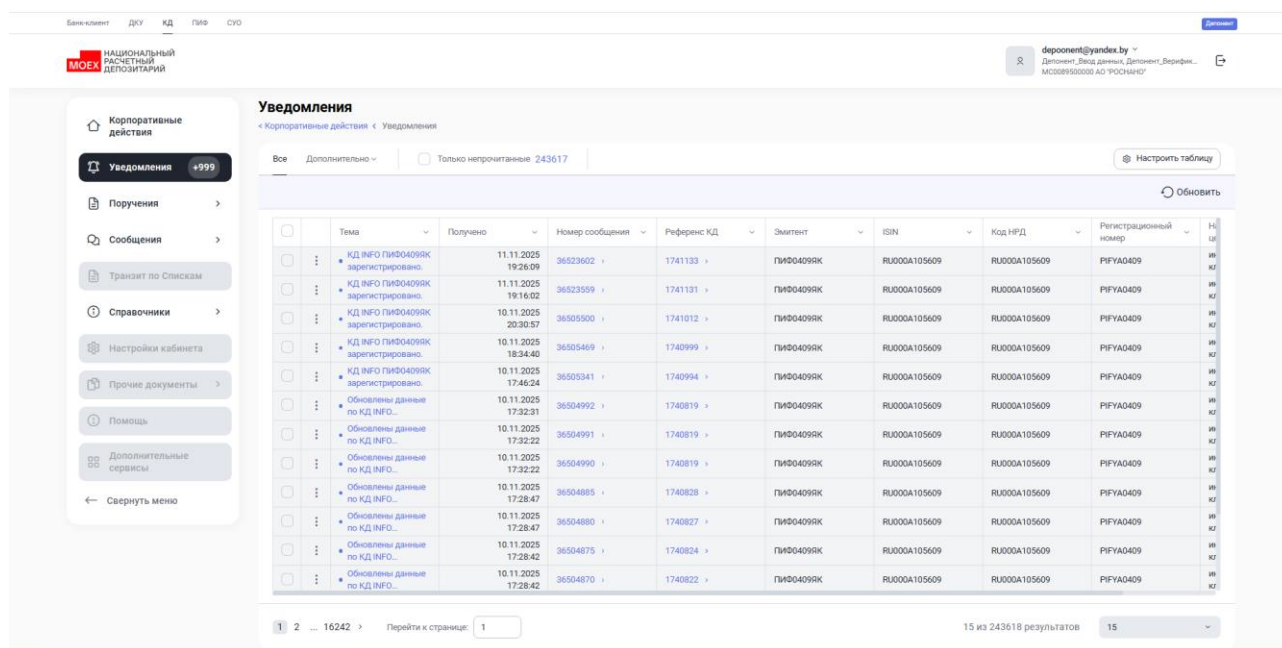 Банк-клиент ДКУ КД ПИФ СУО Депонент
MOEX НАЦИОНАЛЬНЫЙ
РАСЧЕТНЫЙ
ДЕПОЗИТАРИЙ
depoonent@yandex.by
Депонент_Ввод данных, Депонент_Верифик...
MC0089500000 АО "РОСНАНО"
Корпоративные
действия
Уведомления +999
Поручения
Сообщения
Транзит по Спискам
Справочники
Настройки кабинета
Прочие документы
Помощь
Дополнительные
сервисы
Свернуть меню
Уведомления
< Корпоративные действия < Уведомления
Все Дополнительно Только непрочитанные 243617 Настроить таблицу
Обновить
Тема Получено Номер сообщения Референс КД Эмитент ISIN Код НРД Регистрационный
номер
КД INFO ПИФ0409ЯК 11.11.2025
зарегистрировано. 19:26:09 36523602 1741133 ПИФ0409ЯК RU000A105609 RU000A105609 PIFYA0409
КД INFO ПИФ0409ЯК 11.11.2025
зарегистрировано. 19:16:02 36523559 1741131 ПИФ0409ЯК RU000A105609 RU000A105609 PIFYA0409
КД INFO ПИФ0409ЯК 10.11.2025
зарегистрировано. 20:30:57 36505500 1741012 ПИФ0409ЯК RU000A105609 RU000A105609 PIFYA0409
КД INFO ПИФ0409ЯК 10.11.2025
зарегистрировано. 18:34:40 36505469 1740999 ПИФ0409ЯК RU000A105609 RU000A105609 PIFYA0409
КД INFO ПИФ0409ЯК 10.11.2025
зарегистрировано. 17:46:24 36505341 1740994 ПИФ0409ЯК RU000A105609 RU000A105609 PIFYA0409
Обновлены данные 10.11.2025
по КД INFO... 17:32:31 36504992 1740819 ПИФ0409ЯК RU000A105609 RU000A105609 PIFYA0409
Обновлены данные 10.11.2025
по КД INFO... 17:32:22 36504991 1740819 ПИФ0409ЯК RU000A105609 RU000A105609 PIFYA0409
Обновлены данные 10.11.2025
по КД INFO... 17:32:22 36504990 1740819 ПИФ0409ЯК RU000A105609 RU000A105609 PIFYA0409
Обновлены данные 10.11.2025
по КД INFO... 17:28:47 36504885 1740828 ПИФ0409ЯК RU000A105609 RU000A105609 PIFYA0409
Обновлены данные 10.11.2025
по КД INFO... 17:28:47 36504880 1740827 ПИФ0409ЯК RU000A105609 RU000A105609 PIFYA0409
Обновлены данные 10.11.2025
по КД INFO... 17:28:42 36504875 1740824 ПИФ0409ЯК RU000A105609 RU000A105609 PIFYA0409
Обновлены данные 10.11.2025
по КД INFO... 17:28:42 36504870 1740822 ПИФ0409ЯК RU000A105609 RU000A105609 PIFYA0409
1 2 ... 16242 > Перейти к странице: 1 15 из 243618 результатов 15